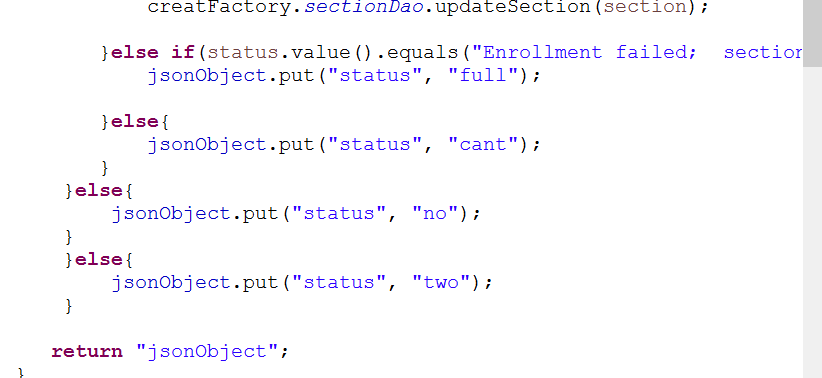 creatFactory.sectionDao.updateSection(section);
}else if(status.value().equals("Enrollment failed;  section
jsonObject.put("status", "full");
}else{
jsonObject.put("status", "cant");
}
}else{
jsonObject.put("status", "no");
}
}else{
jsonObject.put("status", "two");
}
return "jsonObject";
}